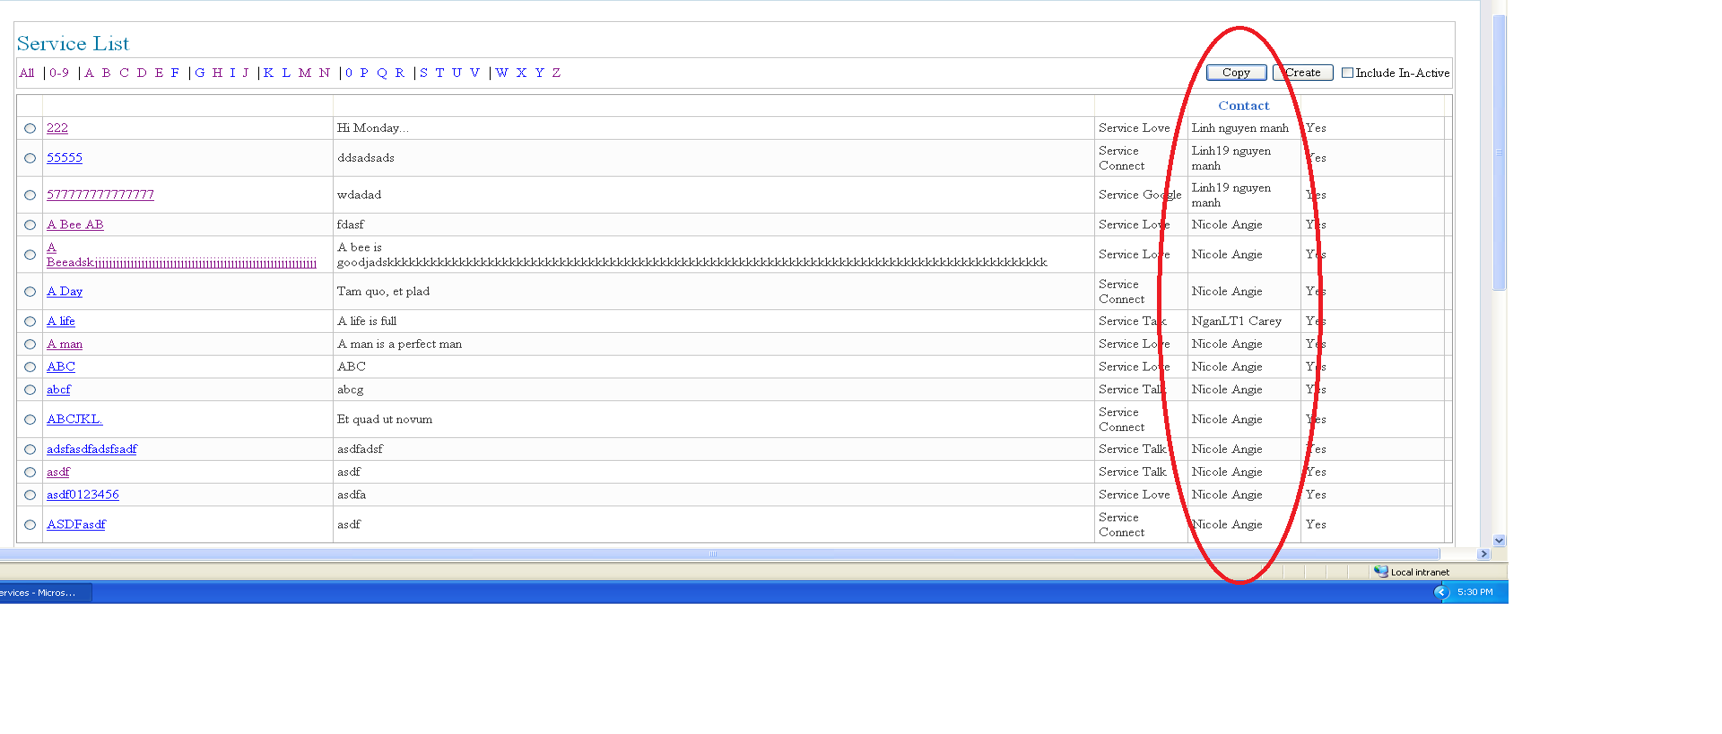 Service List
All | 0-9 | A B C D E F | G H I J | K L M N | 0 P Q R | S T U V | W X Y Z
Copy Create Include In-Active
Contact
222 Hi Monday... Service Love Linh nguyen manh Yes
55555 ddsadsads Service Connect Linh19 nguyen manh Yes
577777777777777 wdadad Service Google Linh19 nguyen manh Yes
A Bee AB fdasf Service Love Nicole Angie Yes
A bee is Service Love Nicole Angie Yes
A Day Tam quo, et plad Service Connect Nicole Angie Yes
A life A life is full Service Talk NganLT1 Carey Yes
A man A man is a perfect man Service Love Nicole Angie Yes
ABC ABC Service Love Nicole Angie Yes
abcf abcg Service Talk Nicole Angie Yes
ABCJKL. Et quad ut novum Service Connect Nicole Angie Yes
adsfasdfadsfsadf asdfadsf Service Talk Nicole Angie Yes
asdf asdf Service Talk Nicole Angie Yes
asdf0123456 asdfa Service Love Nicole Angie Yes
ASDFasdf asdf Service Connect Nicole Angie Yes
Local intranet
ervices - Micros... 5:30 PM